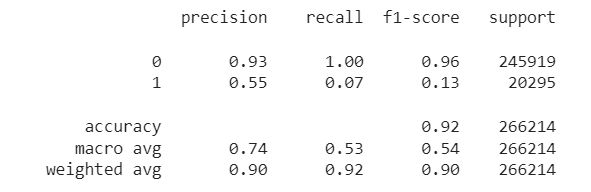 precision recall f1-score support
0 0.93 1.00 0.96 245919
1 0.55 0.07 0.13 20295
accuracy 0.92 266214
macro avg 0.74 0.53 0.54 266214
weighted avg 0.90 0.92 0.90 266214